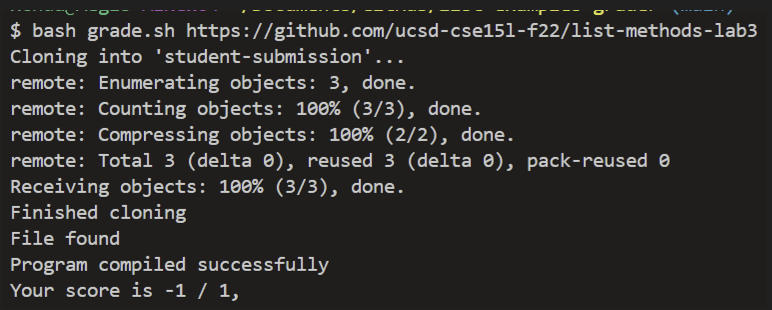 $ bash grade.sh https://github.com/ucsd-cse15l-f22/list-methods-lab3
Cloning into 'student-submission'...
remote: Enumerating objects: 3, done.
remote: Counting objects: 100% (3/3), done.
remote: Compressing objects: 100% (2/2), done.
remote: Total 3 (delta 0), reused 3 (delta 0), pack-reused 0
Receiving objects: 100% (3/3), done.
Finished cloning
File found
Program compiled successfully
Your score is -1 / 1,